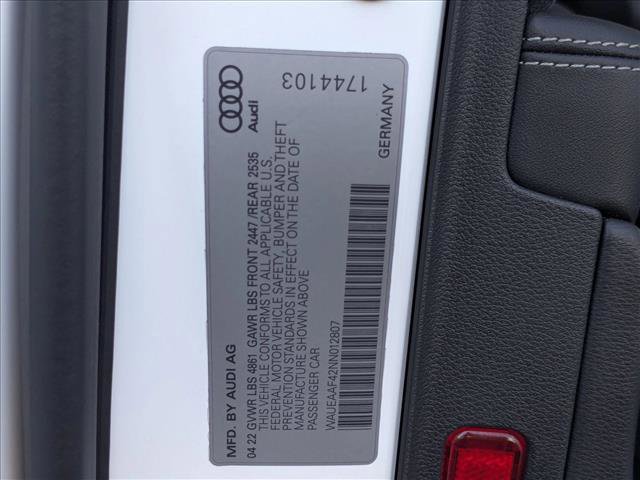 Audi
1744103
MFD. BY AUDI AG
04 22 GVWR LBS 4861 GAWR LBS FRONT 2447 /REAR 2535
THIS VEHICLE CONFORMS TO ALL APPLICABLE U.S.
FEDERAL MOTOR VEHICLE SAFETY, BUMPER AND THEFT
PREVENTION STANDARDS IN EFFECT ON THE DATE OF
MANUFACTURE SHOWN ABOVE
PASSENGER CAR
GERMANY
WAUEAAF42NN012807